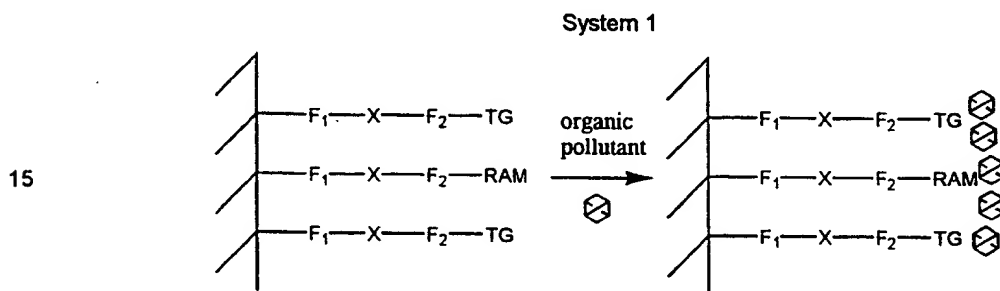 System 1
F₁—X—F₂—TG F₁—X—F₂—TG
organic
pollutant
15
F₁—X—F₂—RAM F₁—X—F₂—RAM
F₁—X—F₂—TG F₁—X—F₂—TG